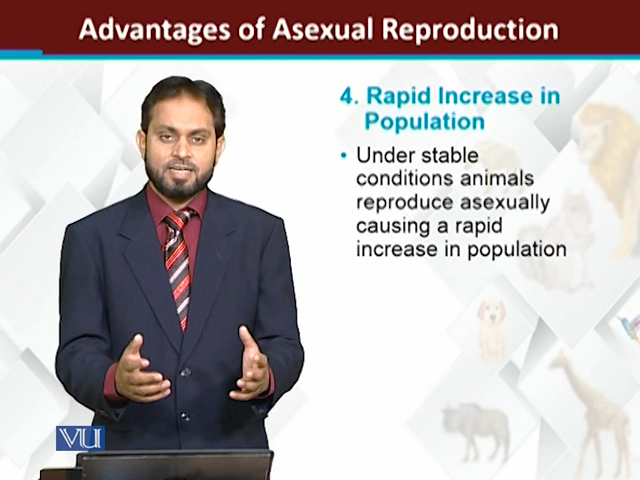 Advantages of Asexual Reproduction
4. Rapid Increase in
Population
• Under stable
conditions animals
reproduce asexually
causing a rapid
increase in population
VU